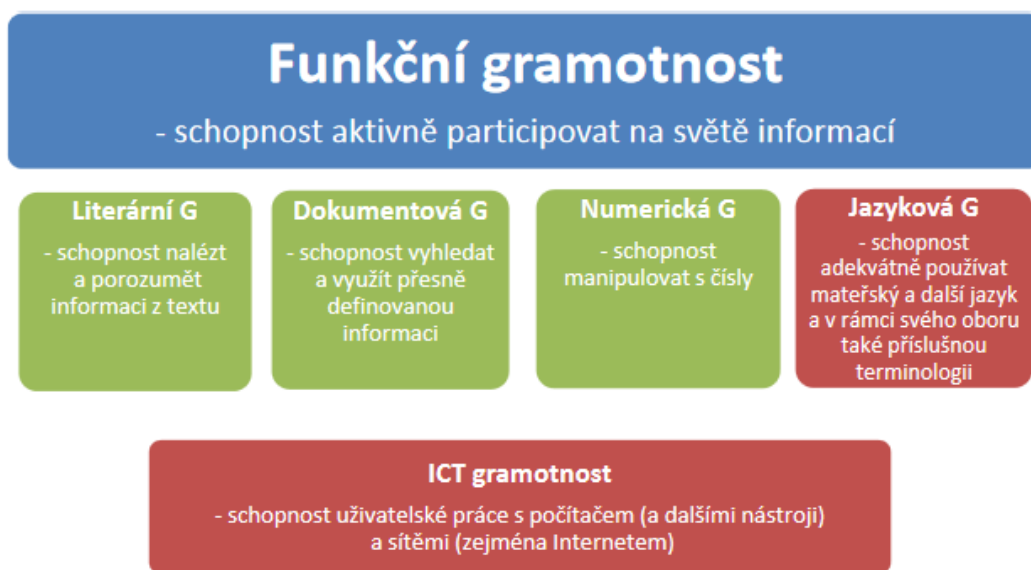 Funkční gramotnost
- schopnost aktivně participovat na světě informací
Literární G
- schopnost nalézt
a porozumět
informaci z textu
Dokumentová G
- schopnost vyhledat
a využít přesně
definovanou
informaci
Numerická G
- schopnost
manipulovat s čísly
Jazyková G
- schopnost
adekvátně používat
mateřský a další jazyk
a v rámci svého oboru
také příslušnou
terminologii
ICT gramotnost
- schopnost uživatelské práce s počítačem (a dalšími nástroji)
a sítěmi (zejména Internetem)